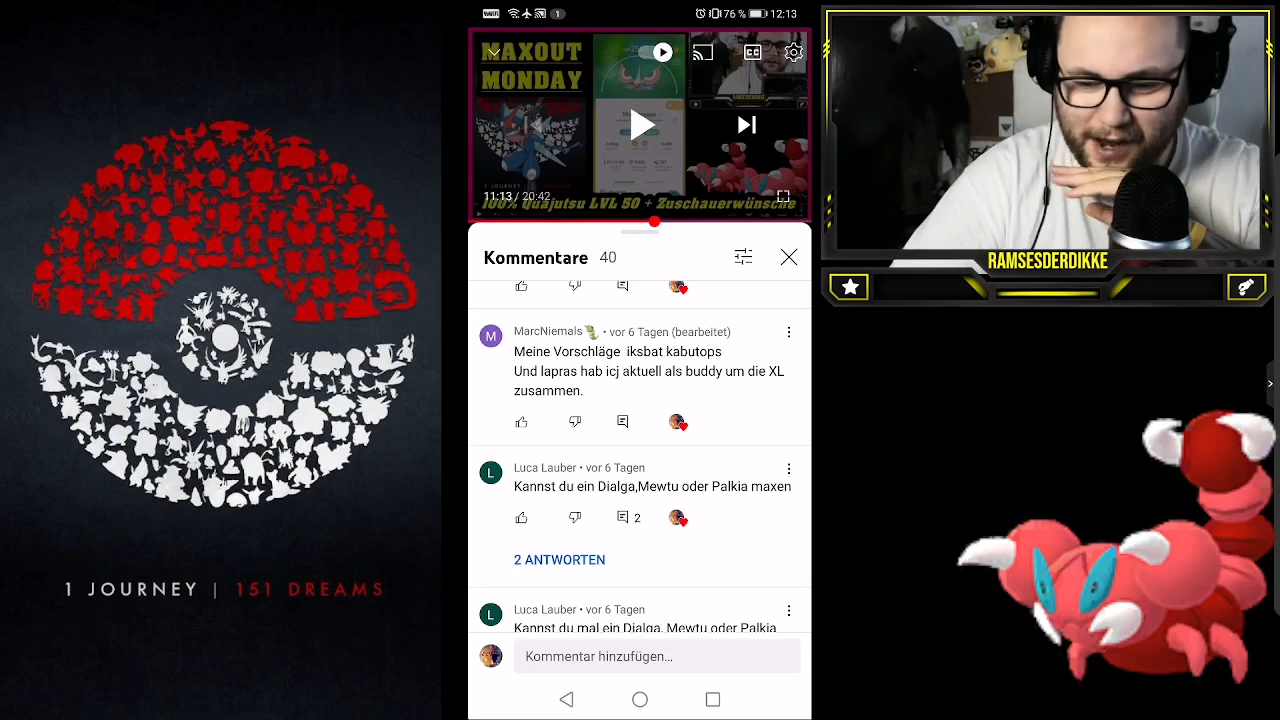 VoWiFi 1 76 % 12:13
MAXOUT
MONDAY
CC
11:13 / 20:42
100% Quajutsu LVL 50 + Zuschauerwünsche
Kommentare 40
M MarcNiemals • vor 6 Tagen (bearbeitet)
Meine Vorschläge iksbat kabutops
Und lapras hab icj aktuell als buddy um die XL
zusammen.
L Luca Lauber • vor 6 Tagen
Kannst du ein Dialga,Mewtu oder Palkia maxen
2
2 ANTWORTEN
L Luca Lauber • vor 6 Tagen
Kannst du mal ein Dialga, Mewtu oder Palkia
Kommentar hinzufügen...
1 JOURNEY | 151 DREAMS
RAMSESDERDIKKE